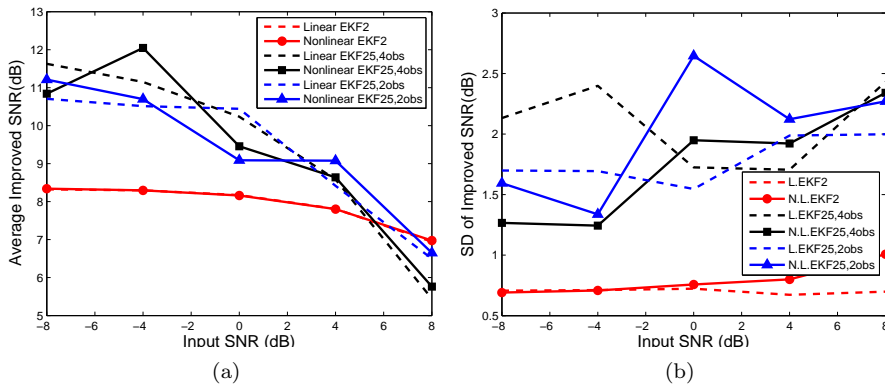 13
12
11
10
9
8
7
6
5
Average Improved SNR(dB)
−8 −6 −4 −2 0 2 4 6 8
Input SNR (dB)
Linear EKF2
Nonlinear EKF2
Linear EKF25,4obs
Nonlinear EKF25,4obs
Linear EKF25,2obs
Nonlinear EKF25,2obs
(a)
3
2.5
2
1.5
1
0.5
SD of Improved SNR(dB)
−8 −6 −4 −2 0 2 4 6 8
Input SNR (dB)
L.EKF2
N.L.EKF2
L.EKF25,4obs
N.L.EKF25,4obs
L.EKF25,2obs
N.L.EKF25,2obs
(b)